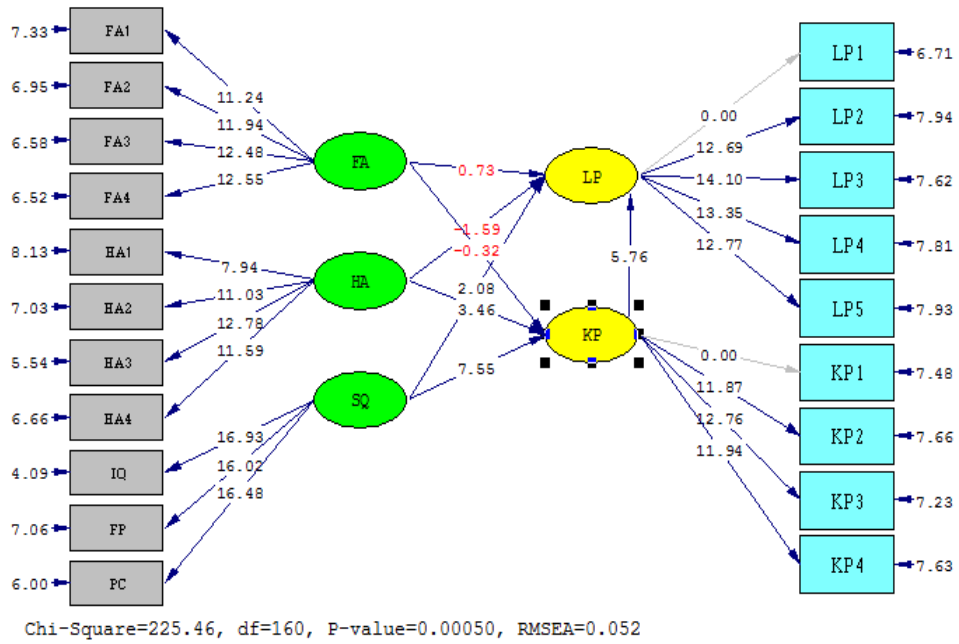 7.33 FA1
6.95 FA2
6.58 FA3
6.52 FA4
8.13 HA1
7.03 HA2
5.54 HA3
6.66 HA4
4.09 IQ
7.06 FP
6.00 PC
11.24
11.94
12.48
12.55
7.94
11.03
12.78
11.59
16.93
16.02
16.48
FA
HA
SQ
0.73
-1.59
-0.32
2.08
3.46
7.55
LP
5.76
KP
0.00
12.69
14.10
13.35
12.77
0.00
11.87
12.76
11.94
LP1 6.71
LP2 7.94
LP3 7.62
LP4 7.81
LP5 7.93
KP1 7.48
KP2 7.66
KP3 7.23
KP4 7.63
Chi-Square=225.46, df=160, P-value=0.00050, RMSEA=0.052